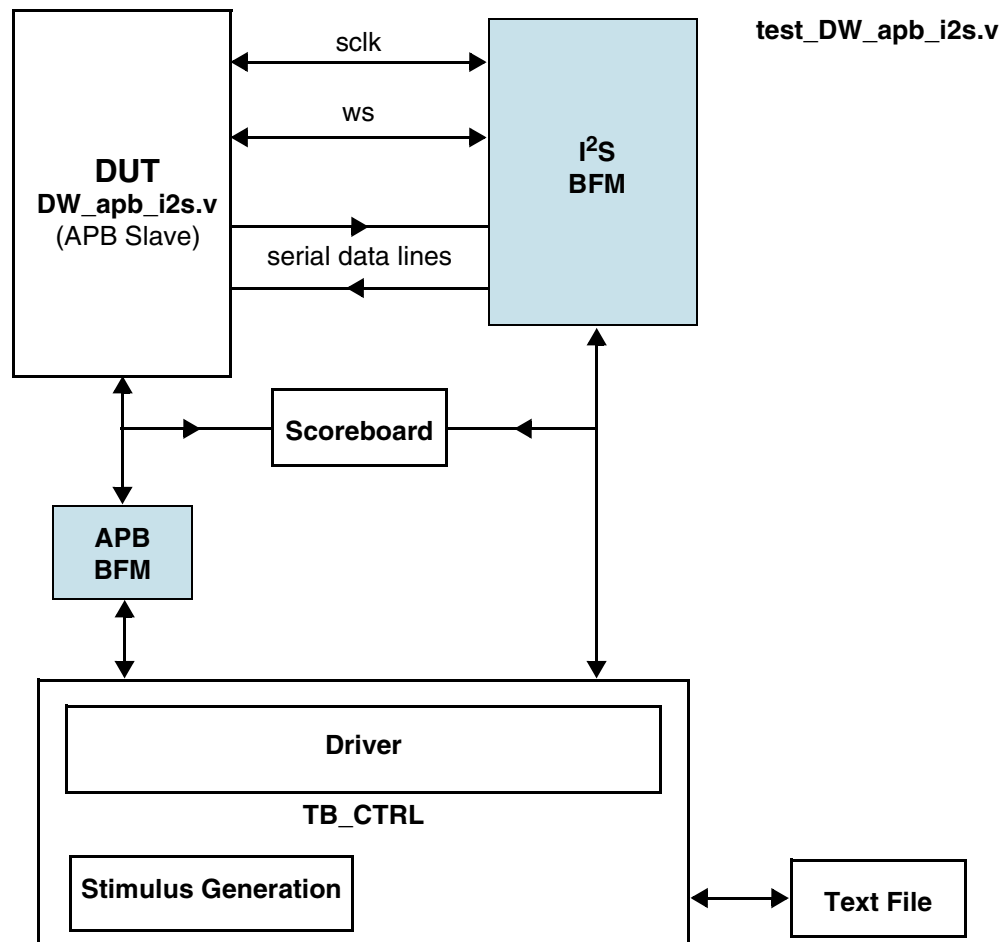 test_DW_apb_i2s.v
sclk
ws
DUT
DW_apb_i2s.v
(APB Slave)
I²S
BFM
serial data lines
Scoreboard
APB
BFM
Driver
TB_CTRL
Stimulus Generation
Text File